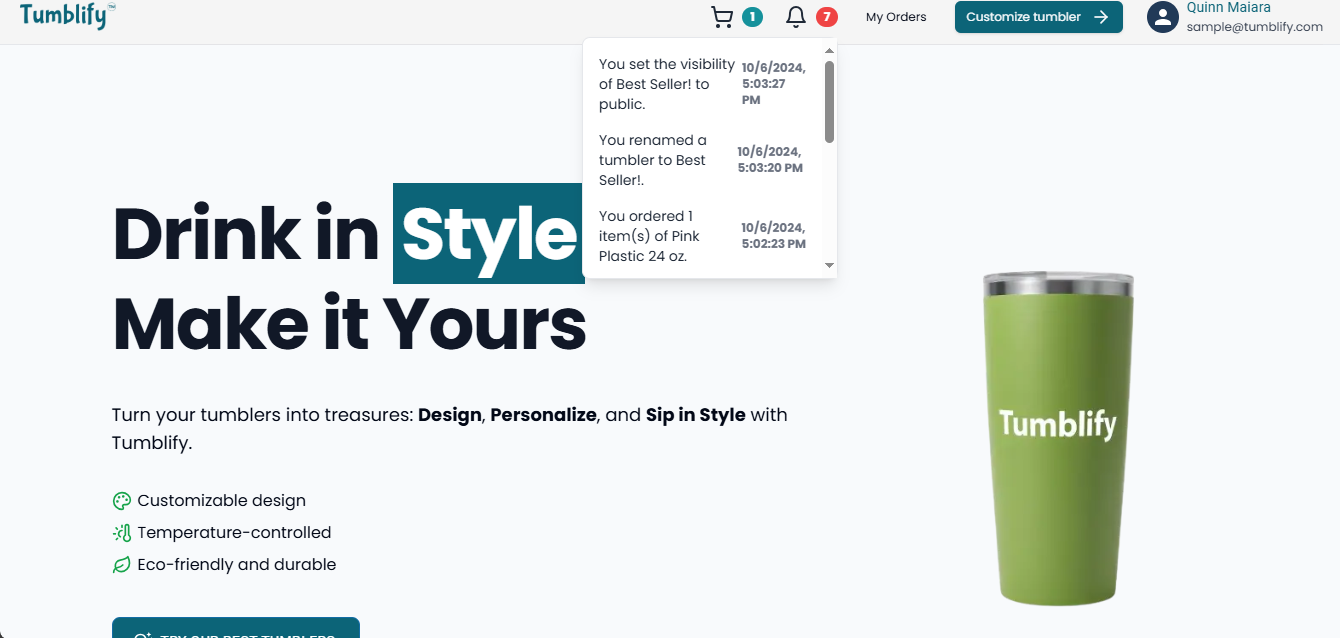 Tumblify™
1
7
My Orders
Customize tumbler
Quinn Maiara
sample@tumblify.com
You set the visibility
of Best Seller! to
public.
10/6/2024,
5:03:27
PM
You renamed a
tumbler to Best
Seller!.
10/6/2024,
5:03:20 PM
You ordered 1
item(s) of Pink
Plastic 24 oz.
10/6/2024,
5:02:23 PM
Drink in Style
Make it Yours
Turn your tumblers into treasures: Design, Personalize, and Sip in Style with
Tumblify.
Customizable design
Temperature-controlled
Eco-friendly and durable
TRY OUR BEST TUMBLERS
Tumblify